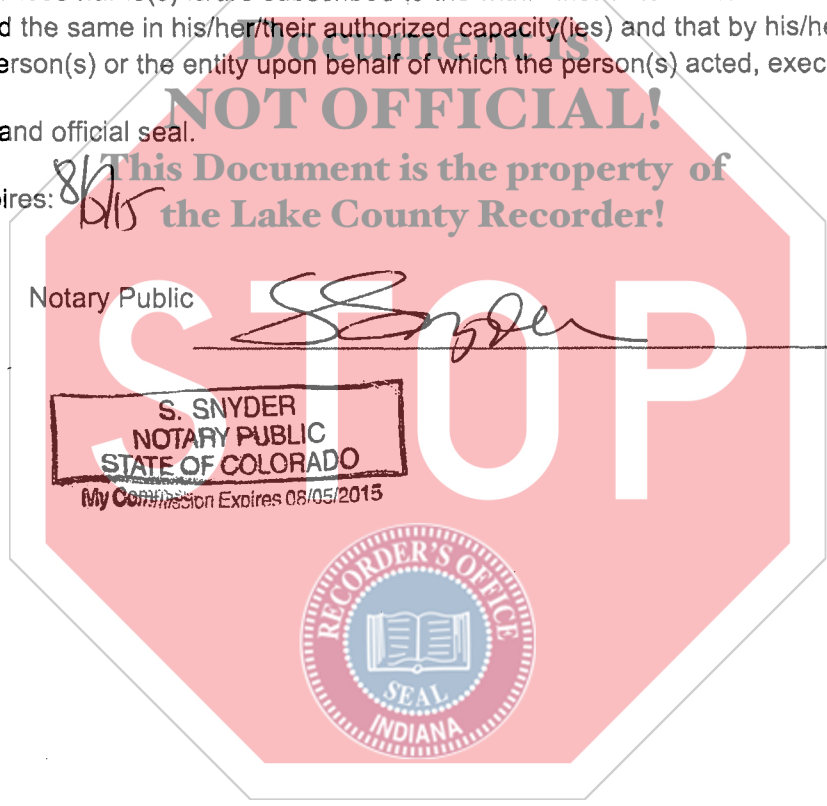 d the same in his/her/their authorized capacity(ies) and that by his/he
erson(s) or the entity upon behalf of which the person(s) acted, exec
and official seal.
ires: 8/5/15
Document is
NOT OFFICIAL!
This Document is the property of
the Lake County Recorder!
STOP
Notary Public
SSnyder
S. SNYDER
NOTARY PUBLIC
STATE OF COLORADO
My Commission Expires 08/05/2015
RECORDER'S OFFICE
SEAL
INDIANA